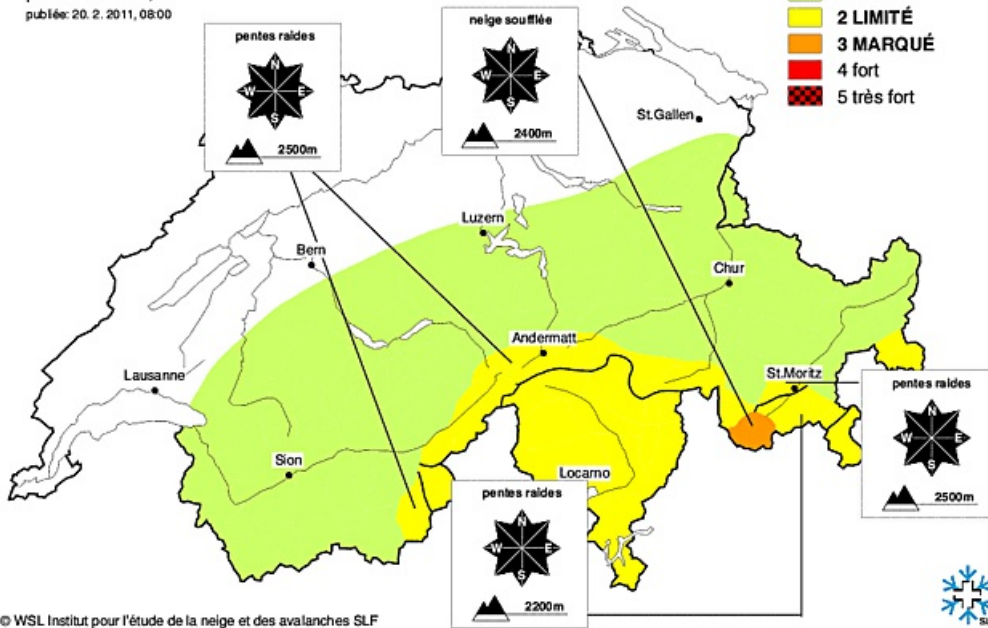 publiée: 20. 2. 2011, 08:00
pentes raides
N
W E
S
2500m
neige soufflée
N
W E
S
2400m
2 LIMITÉ
3 MARQUÉ
4 fort
5 très fort
St.Gallen
Luzern
Bern
Chur
Andermatt
Lausanne
St.Moritz
pentes raides
N
W E
S
2500m
Sion
Locarno
pentes raides
N
W E
S
2200m
© WSL Institut pour l'étude de la neige et des avalanches SLF